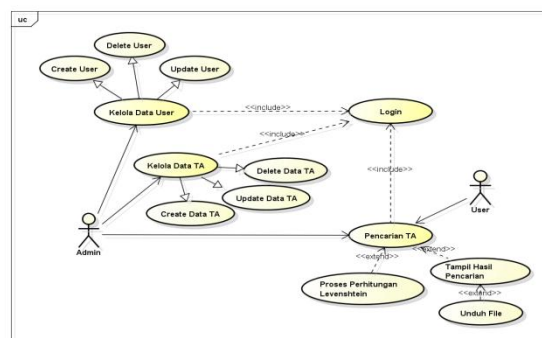 uc
Delete User
Create User
Update User
Kelola Data User
<<include>>
Login
<<include>>
Kelola Data TA
Delete Data TA
<<include>>
Update Data TA
Create Data TA
User
Admin
Pencarian TA
<<extend>>
<<extend>>
Proses Perhitungan
Levenshtein
Tampil Hasil
Pencarian
<<extend>>
Unduh File